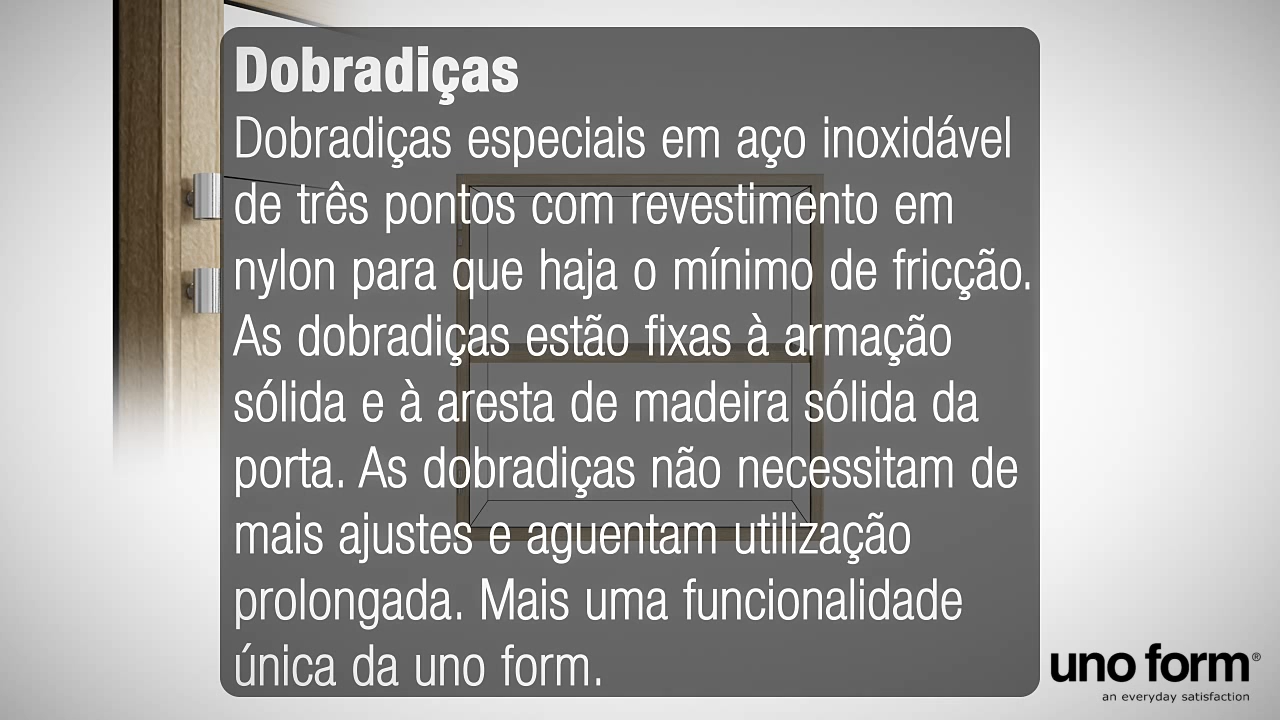 Dobradiças
Dobradiças especiais em aço inoxidável
de três pontos com revestimento em
nylon para que haja o mínimo de fricção.
As dobradiças estão fixas à armação
sólida e à aresta de madeira sólida da
porta. As dobradiças não necessitam de
mais ajustes e aguentam utilização
prolongada. Mais uma funcionalidade
única da uno form.
uno form®
an everyday satisfaction